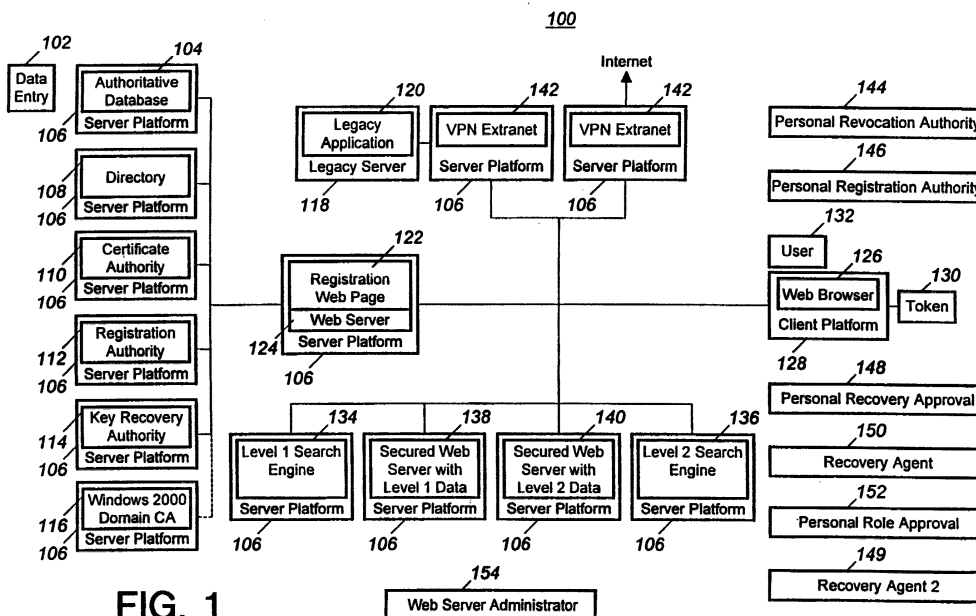 100
102
Data
Entry
104
Authoritative
Database
106
Server Platform
108
Directory
106
Server Platform
110
Certificate
Authority
106
Server Platform
112
Registration
Authority
106
Server Platform
114
Key Recovery
Authority
106
Server Platform
116
Windows 2000
Domain CA
106
Server Platform
120
Legacy
Application
Legacy Server
118
142
VPN Extranet
Server Platform
106
Internet
142
VPN Extranet
Server Platform
106
122
Registration
Web Page
Web Server
124
Server Platform
106
134
Level 1 Search
Engine
Server Platform
106
138
Secured Web
Server with
Level 1 Data
Server Platform
106
140
Secured Web
Server with
Level 2 Data
Server Platform
106
136
Level 2 Search
Engine
Server Platform
106
144
Personal Revocation Authority
146
Personal Registration Authority
132
User
126
Web Browser
Client Platform
128
130
Token
148
Personal Recovery Approval
150
Recovery Agent
152
Personal Role Approval
149
Recovery Agent 2
154
Web Server Administrator
FIG. 1